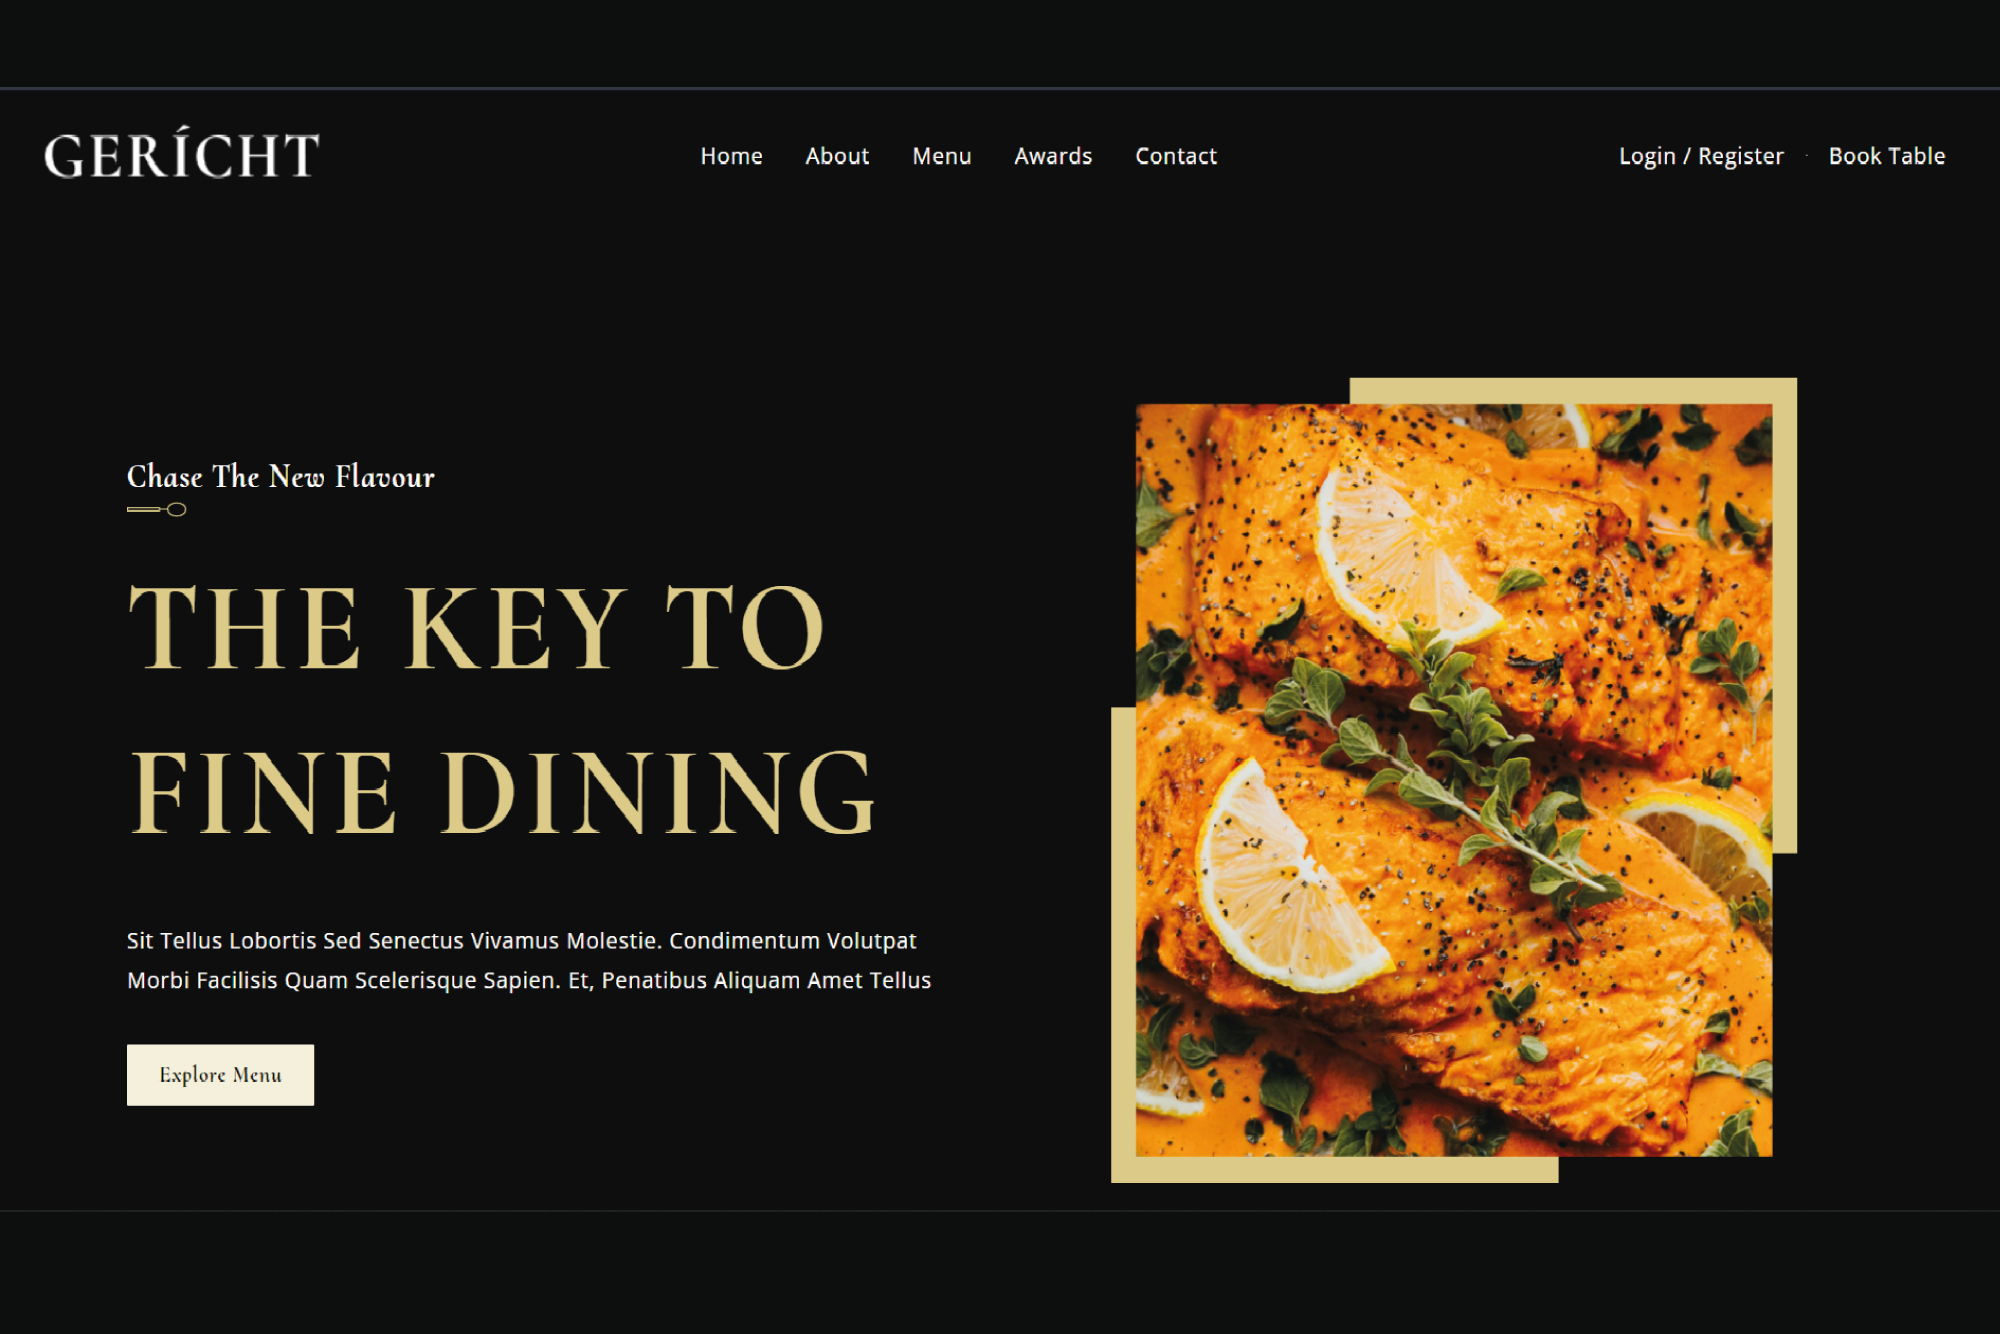 GERÍCHT
Home About Menu Awards Contact
Login / Register Book Table
Chase The New Flavour
THE KEY TO
FINE DINING
Sit Tellus Lobortis Sed Senectus Vivamus Molestie. Condimentum Volutpat
Morbi Facilisis Quam Scelerisque Sapien. Et, Penatibus Aliquam Amet Tellus
Explore Menu